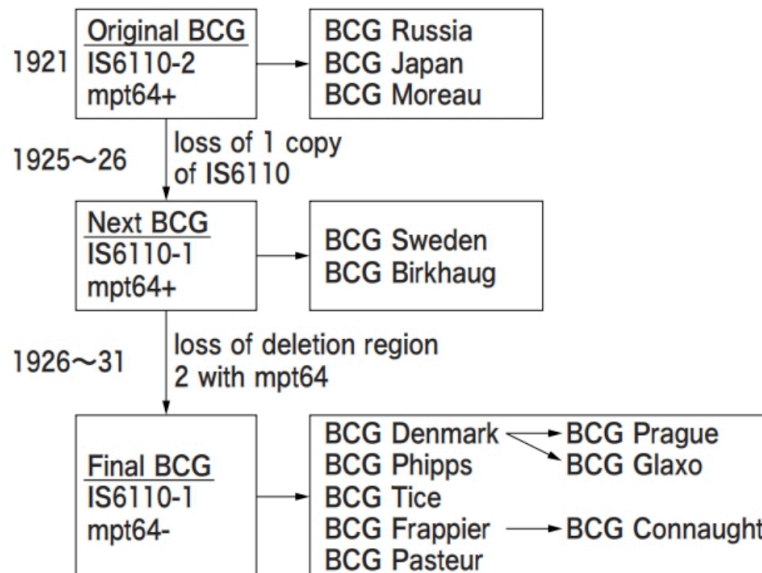 1921
Original BCG
IS6110-2
mpt64+
BCG Russia
BCG Japan
BCG Moreau
1925～26
loss of 1 copy
of IS6110
Next BCG
IS6110-1
mpt64+
BCG Sweden
BCG Birkhaug
1926～31
loss of deletion region
2 with mpt64
Final BCG
IS6110-1
mpt64-
BCG Denmark
BCG Phipps
BCG Tice
BCG Frappier
BCG Pasteur
BCG Prague
BCG Glaxo
BCG Connaught